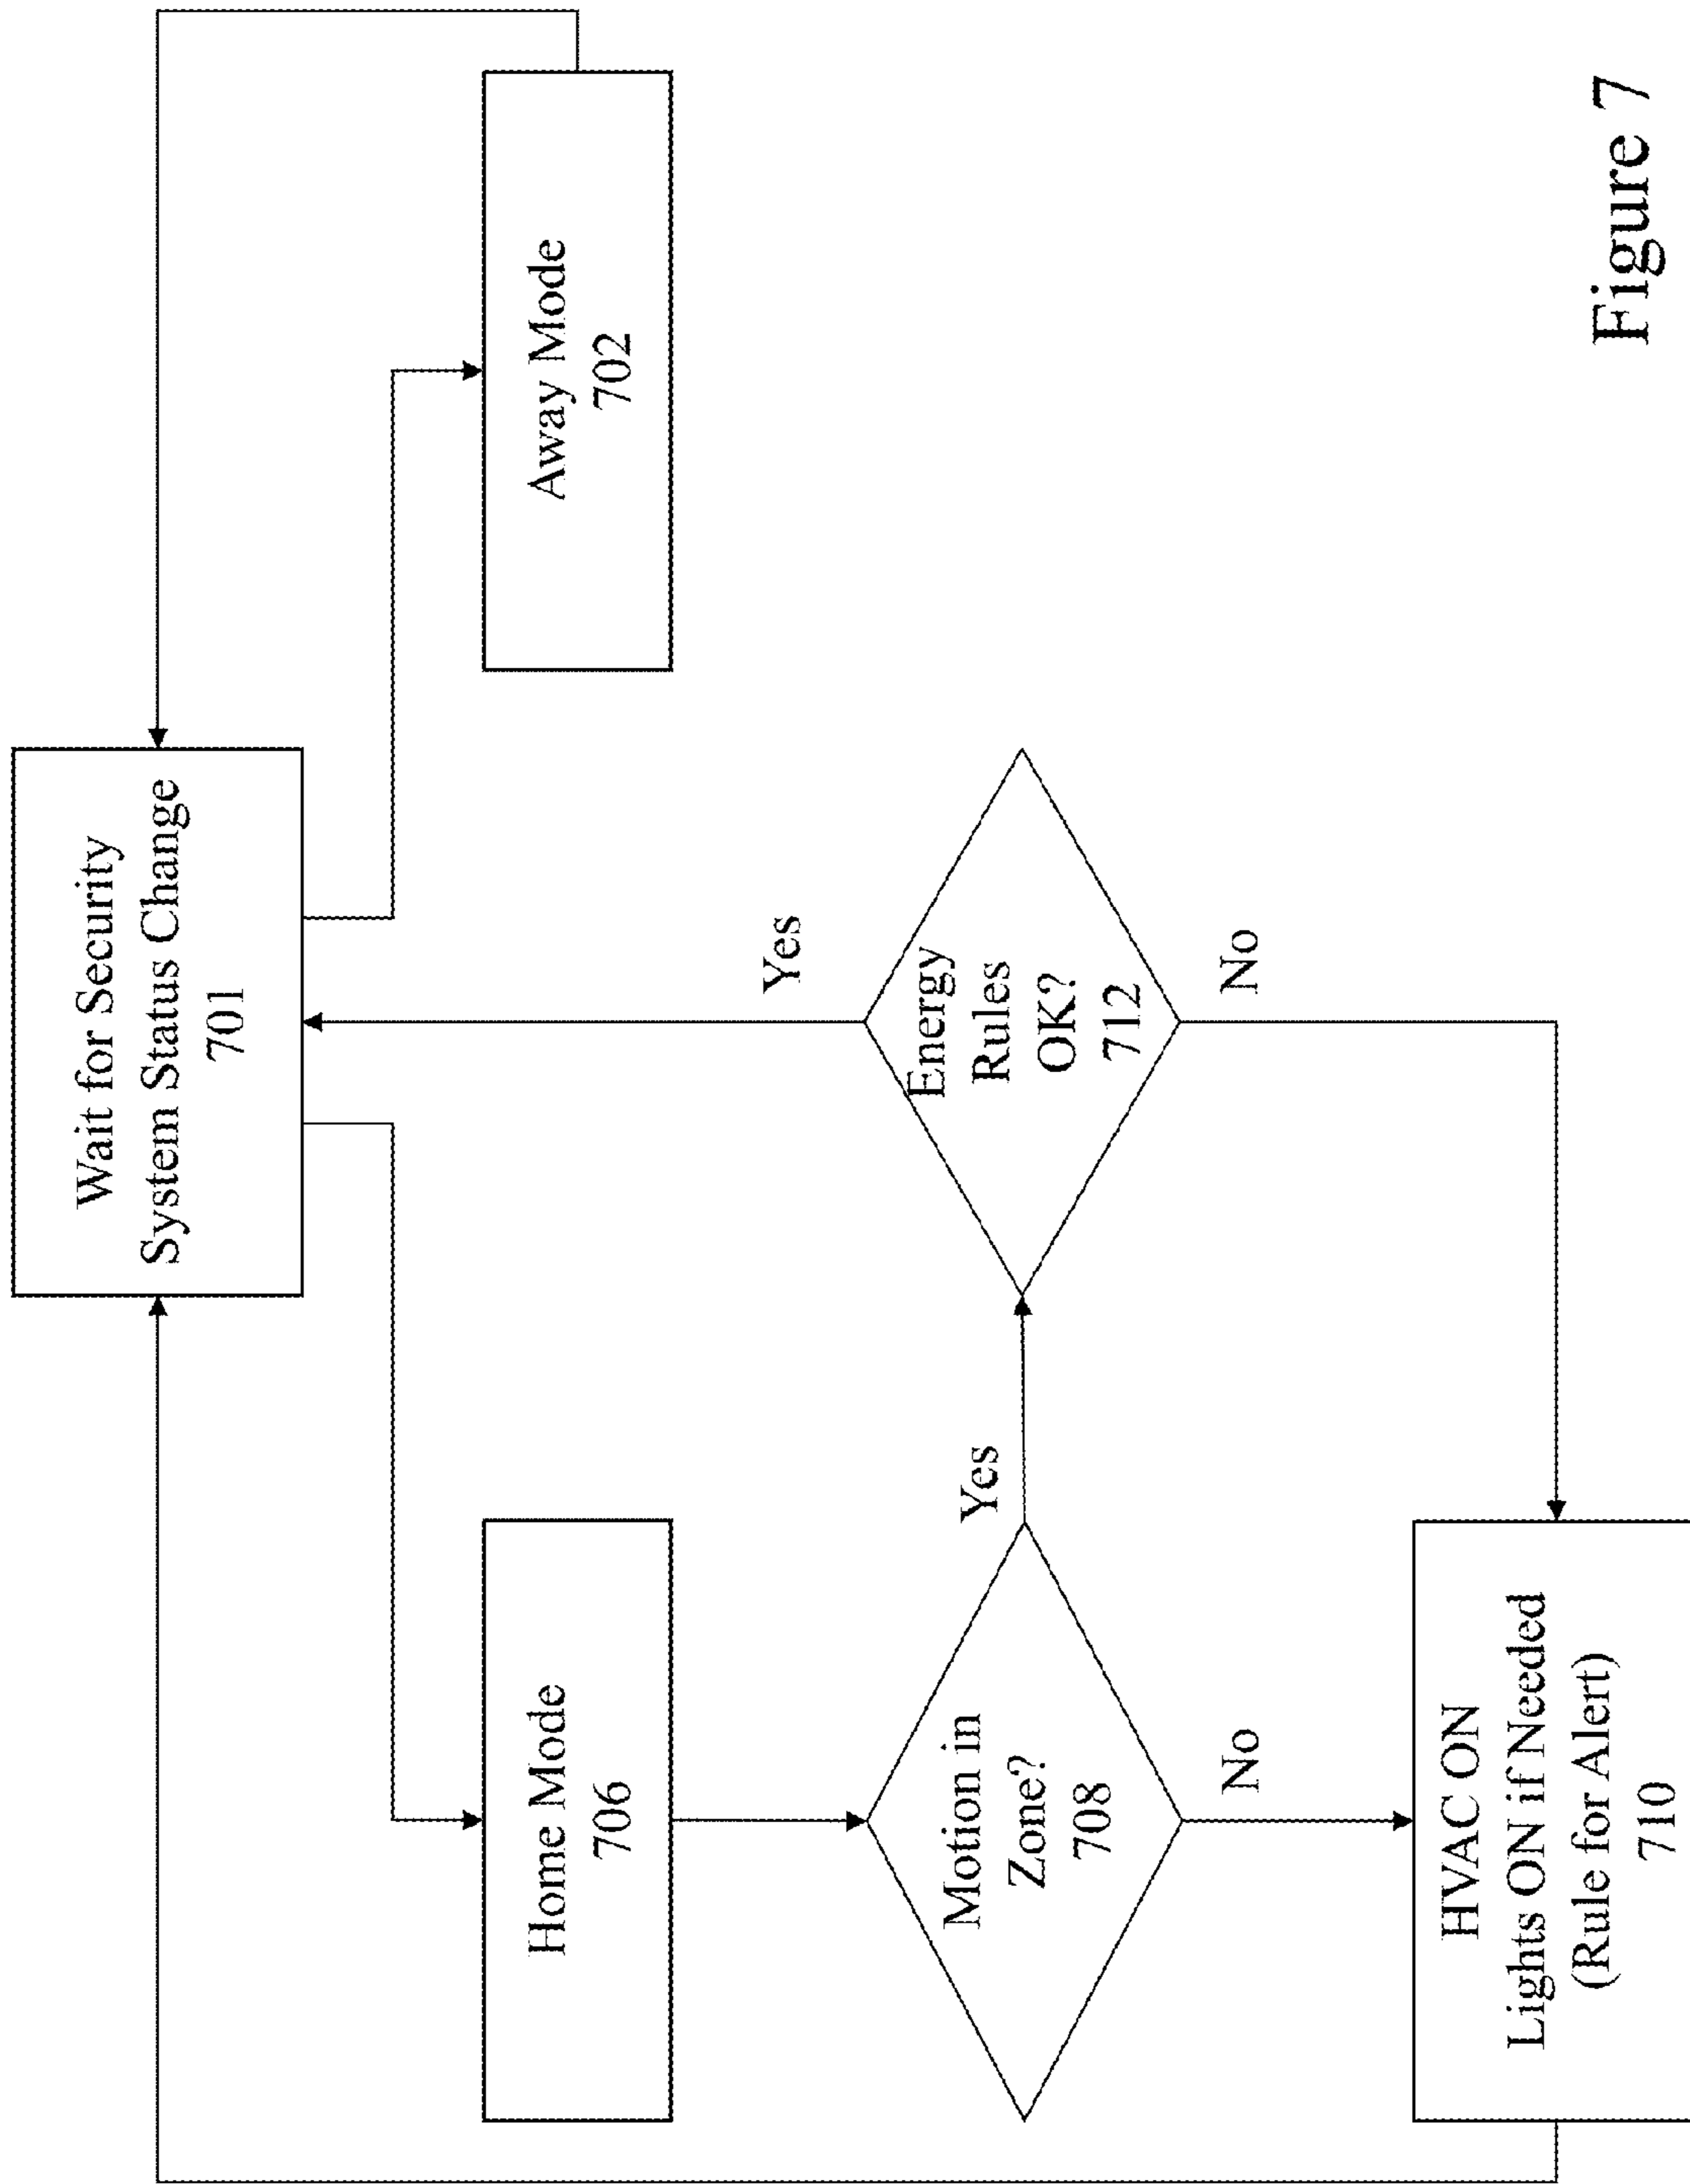 Wait for Security
System Status Change
701
Home Mode
706
Away Mode
702
Motion in
Zone?
708
Yes
No
Energy
Rules
OK?
712
Yes
No
HVAC ON
Lights ON if Needed
(Rule for Alert)
710
Figure 7